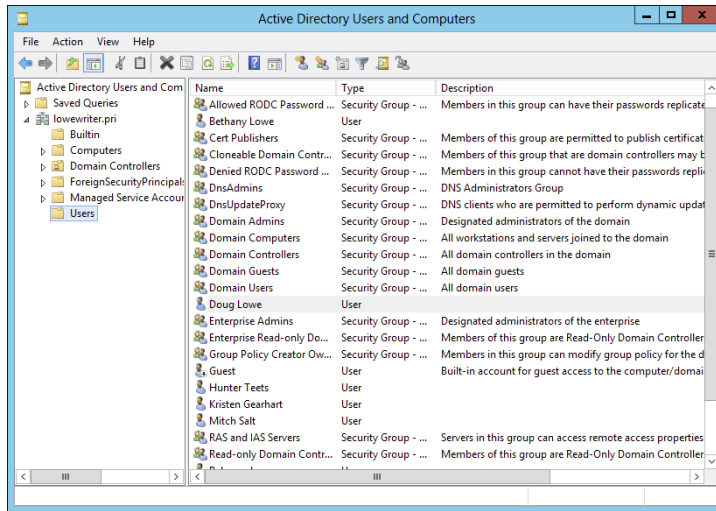 Active Directory Users and Computers
File Action View Help
Active Directory Users and Com
Saved Queries
lowewriter.pri
Builtin
Computers
Domain Controllers
ForeignSecurityPrincipals
Managed Service Accour
Users
Name Type Description
Allowed RODC Password ... Security Group - ... Members in this group can have their passwords replicate
Bethany Lowe User
Cert Publishers Security Group - ... Members of this group are permitted to publish certificat
Cloneable Domain Contr... Security Group - ... Members of this group that are domain controllers may b
Denied RODC Password ... Security Group - ... Members in this group cannot have their passwords repli
DnsAdmins Security Group - ... DNS Administrators Group
DnsUpdateProxy Security Group - ... DNS clients who are permitted to perform dynamic updat
Domain Admins Security Group - ... Designated administrators of the domain
Domain Computers Security Group - ... All workstations and servers joined to the domain
Domain Controllers Security Group - ... All domain controllers in the domain
Domain Guests Security Group - ... All domain guests
Domain Users Security Group - ... All domain users
Doug Lowe User
Enterprise Admins Security Group - ... Designated administrators of the enterprise
Enterprise Read-only Do... Security Group - ... Members of this group are Read-Only Domain Controller
Group Policy Creator Ow... Security Group - ... Members in this group can modify group policy for the d
Guest User Built-in account for guest access to the computer/domai
Hunter Teets User
Kristen Gearhart User
Mitch Salt User
RAS and IAS Servers Security Group - ... Servers in this group can access remote access properties
Read-only Domain Contr... Security Group - ... Members of this group are Read-Only Domain Controller